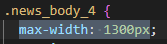 .news_body_4 {
max-width: 1300px;